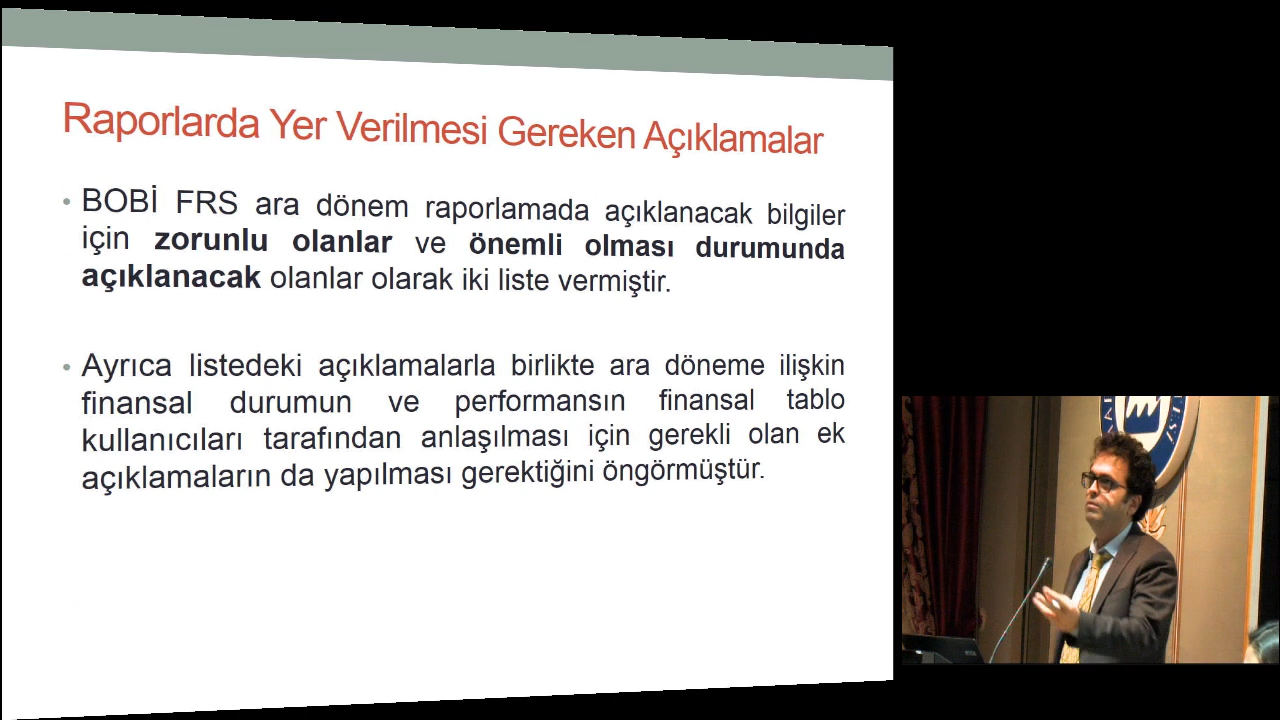 Raporlarda Yer Verilmesi Gereken Açıklamalar
• BOBİ FRS ara dönem raporlamada açıklanacak bilgiler
için zorunlu olanlar ve önemli olması durumunda
açıklanacak olanlar olarak iki liste vermiştir.
• Ayrıca listedeki açıklamalarla birlikte ara döneme ilişkin
finansal durumun ve performansın finansal tablo
kullanıcıları tarafından anlaşılması için gerekli olan ek
açıklamaların da yapılması gerektiğini öngörmüştür.